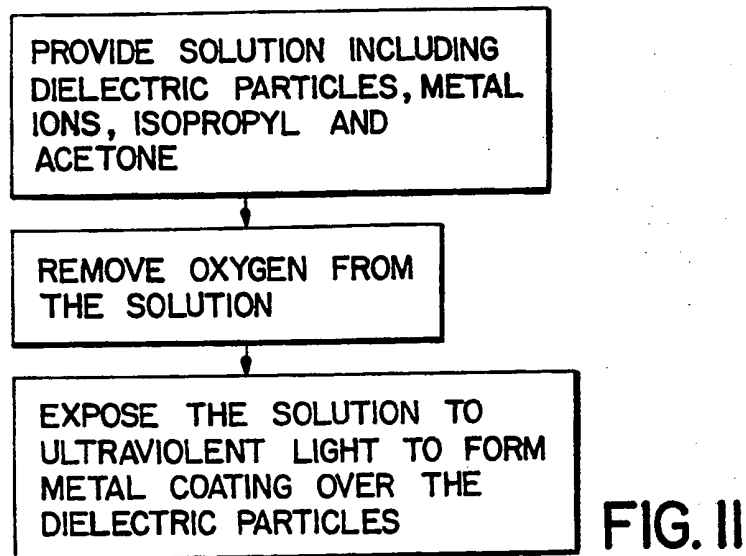 PROVIDE SOLUTION INCLUDING
DIELECTRIC PARTICLES, METAL
IONS, ISOPROPYL AND
ACETONE
REMOVE OXYGEN FROM
THE SOLUTION
EXPOSE THE SOLUTION TO
ULTRAVIOLENT LIGHT TO FORM
METAL COATING OVER THE
DIELECTRIC PARTICLES
FIG. 11